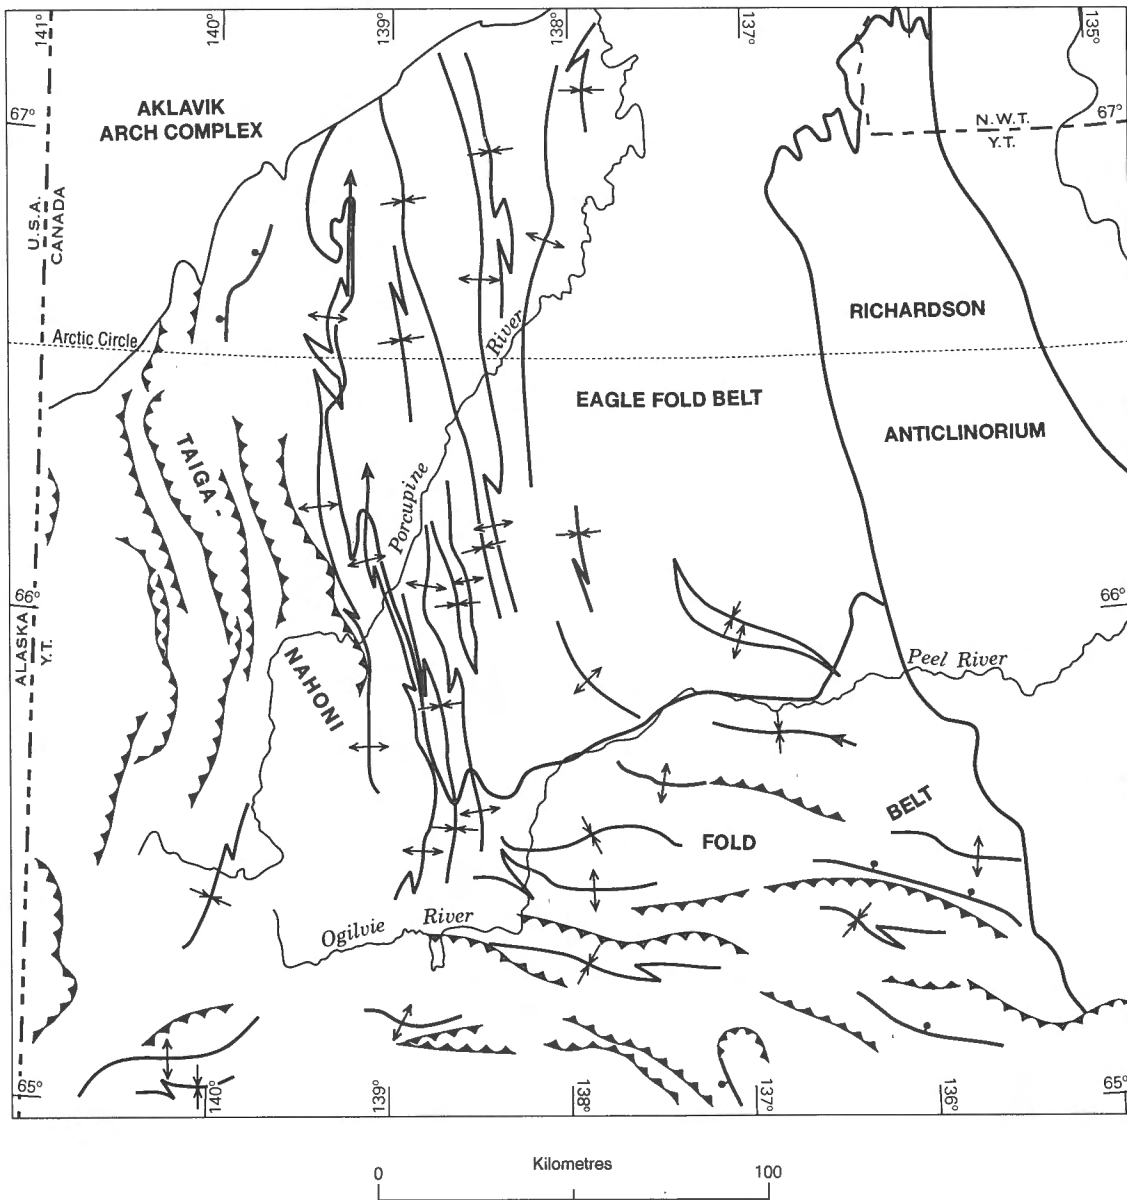 141°
140°
139°
138°
137°
135°
67°
AKLAVIK
ARCH COMPLEX
N.W.T.
67°
Y.T.
U.S.A.
CANADA
RICHARDSON
Arctic Circle
River
EAGLE FOLD BELT
ANTICLINORIUM
TAIGA -
Porcupine
66°
66°
ALASKA
Y.T.
NAHONI
Peel River
BELT
FOLD
Ogilvie River
65°
140°
139°
138°
137°
136°
65°
Kilometres
0
100